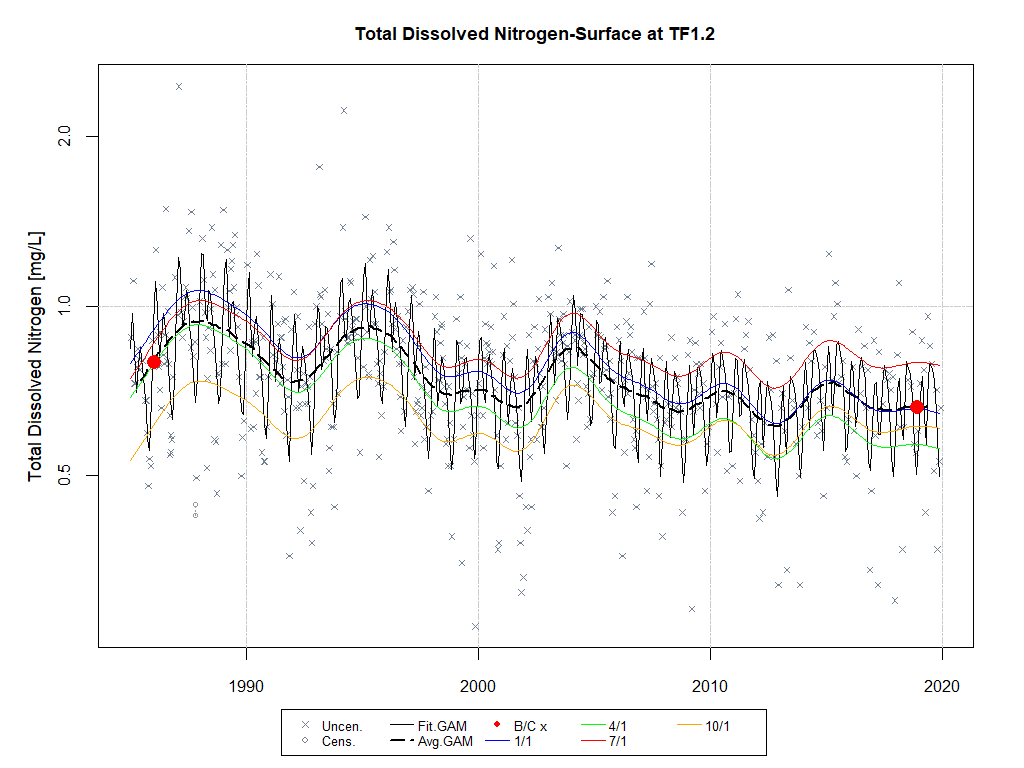 Total Dissolved Nitrogen-Surface at TF1.2
Total Dissolved Nitrogen [mg/L]
2.0
1.0
0.5
1990 2000 2010 2020
Uncen. Fit.GAM B/C x 4/1 10/1
Cens. Avg.GAM 1/1 7/1